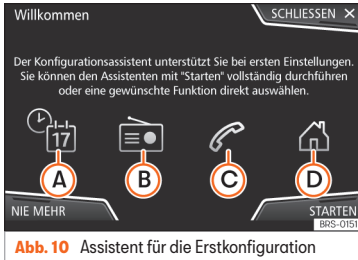 Willkommen
SCHLIESSEN ×
Der Konfigurationsassistent unterstützt Sie bei ersten Einstellungen.
Sie können den Assistenten mit "Starten" vollständig durchführen
oder eine gewünschte Funktion direkt auswählen.
17
A B C D
NIE MEHR
STARTEN
BRS-0151
Abb. 10 Assistent für die Erstkonfiguration